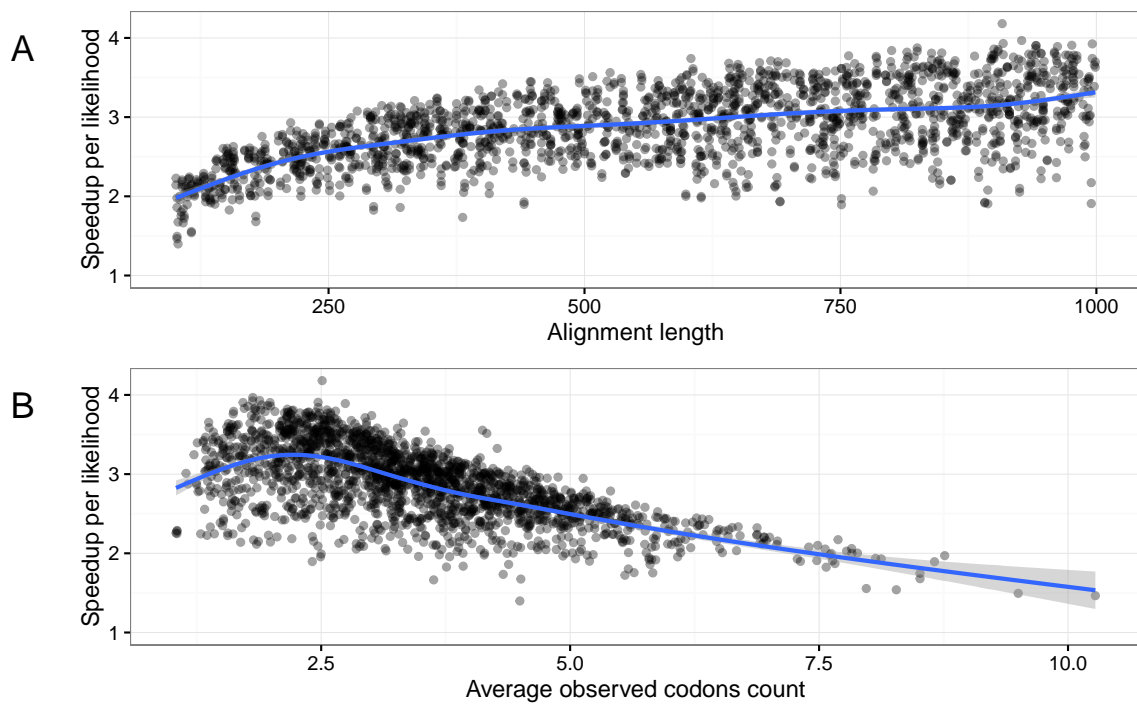 A
Speedup per likelihood
4
3
2
1
250 500 750 1000
Alignment length
B
Speedup per likelihood
4
3
2
1
2.5 5.0 7.5 10.0
Average observed codons count